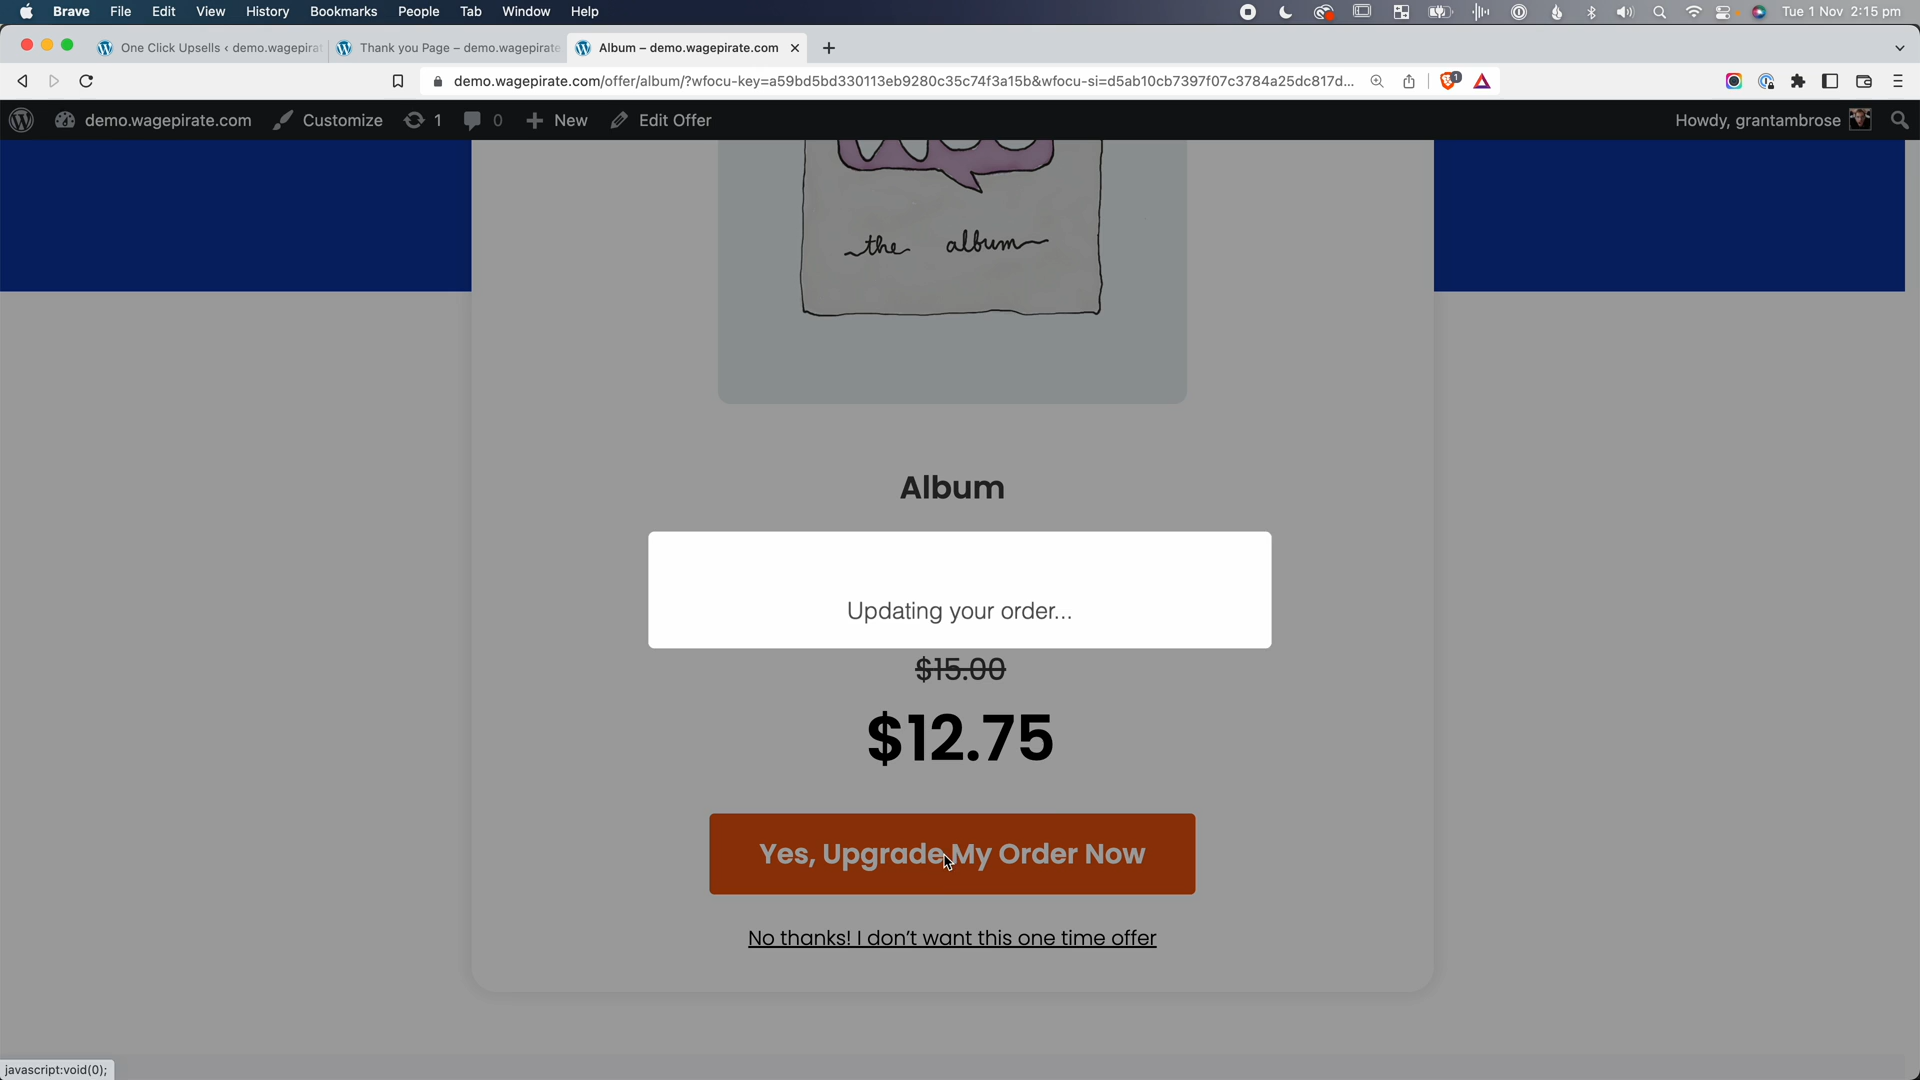 Brave File Edit View History Bookmarks People Tab Window Help Tue 1 Nov 2:15 pm
One Click Upsells ‹ demo.wagepirat Thank you Page – demo.wagepirate Album – demo.wagepirate.com
demo.wagepirate.com/offer/album/?wfocu-key=a59bd5bd330113eb9280c35c74f3a15b&wfocu-si=d5ab10cb7397f07c3784a25dc817d... 1
demo.wagepirate.com Customize 1 0 New Edit Offer Howdy, grantambrose
the album
Album
Updating your order...
$15.00
$12.75
Yes, Upgrade My Order Now
No thanks! I don't want this one time offer
javascript:void(0);